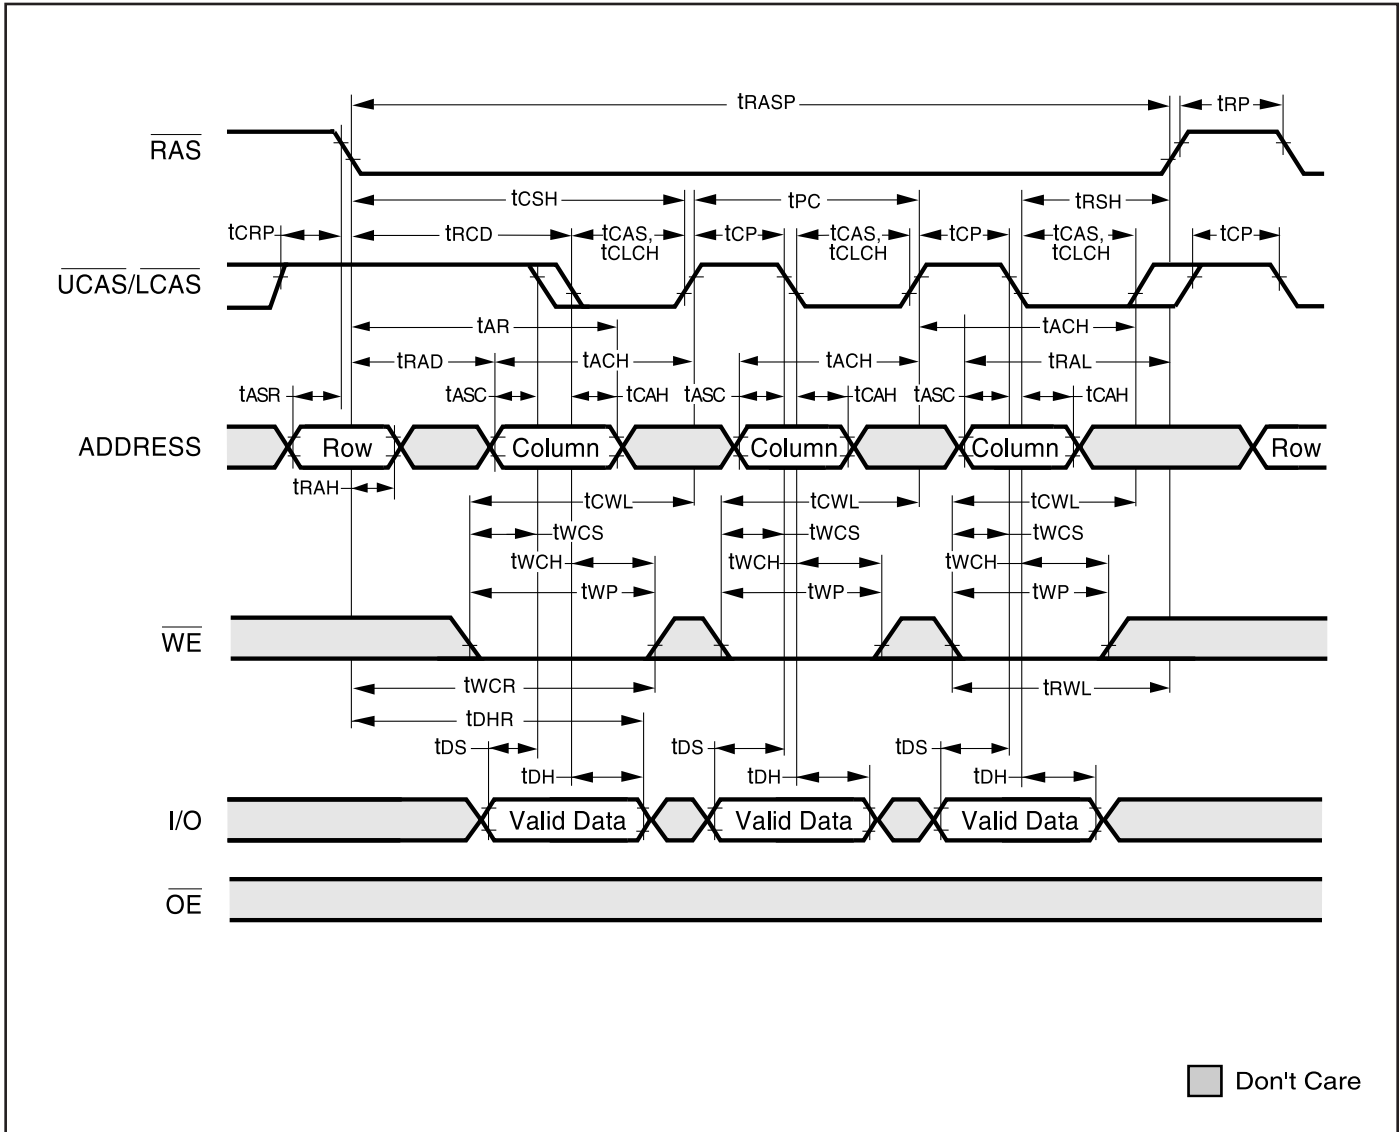 tRASP tRP
RAS
tCSH tPC tRSH
tCRP tRCD tCAS, tCP tCAS, tCP tCAS, tCP
tCLCH tCLCH tCLCH
UCAS/LCAS
tAR tACH
tRAD tACH tACH tRAL
tASR tASC tCAH tASC tCAH tASC tCAH
ADDRESS Row Column Column Column Row
tRAH
tCWL tCWL tCWL
tWCS tWCS tWCS
tWCH tWCH tWCH
tWP tWP tWP
WE
tWCR tRWL
tDHR
tDS tDS tDS
tDH tDH tDH
I/O Valid Data Valid Data Valid Data
OE
Don't Care